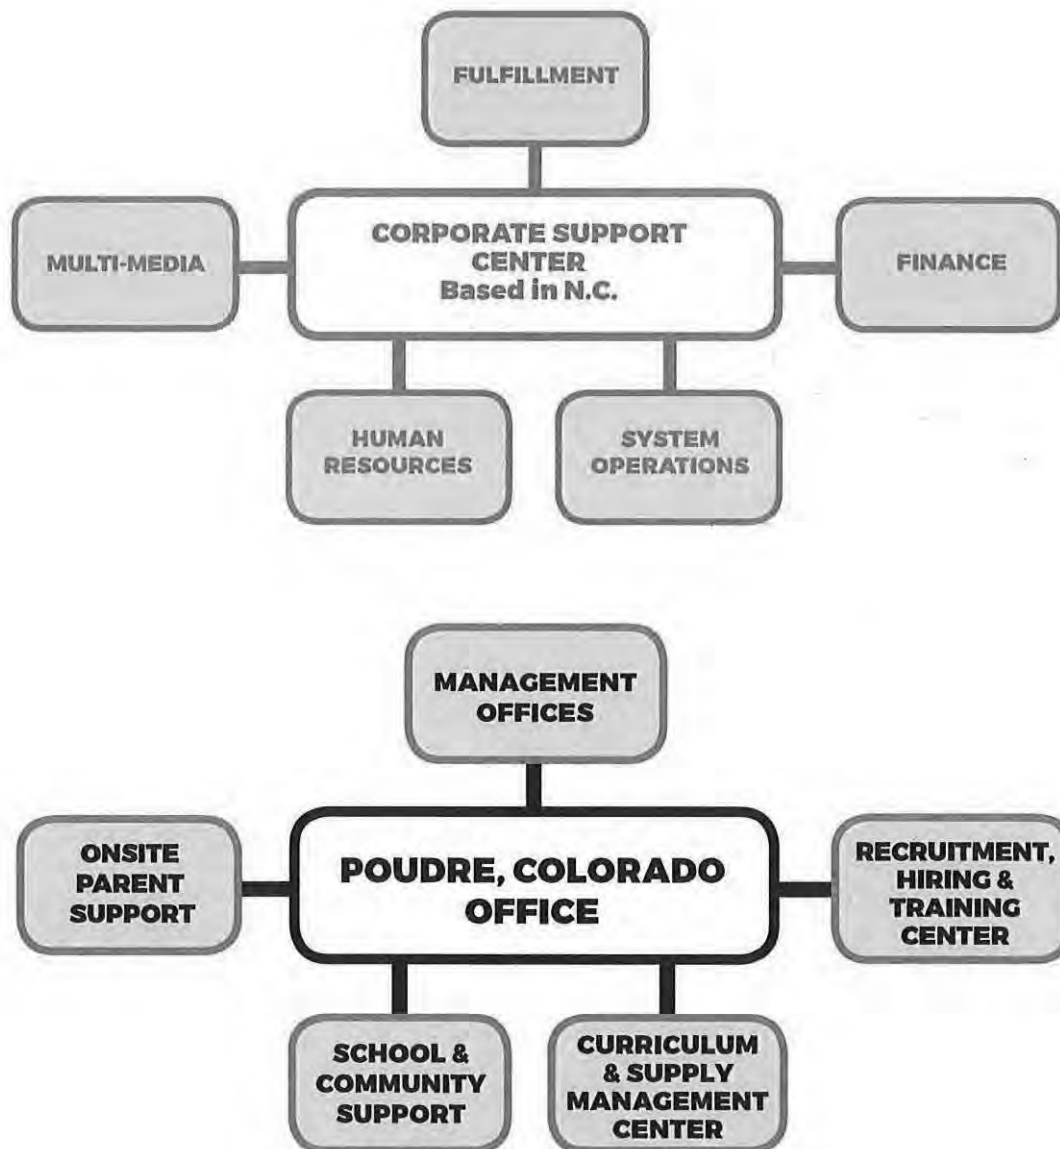 FULFILLMENT
MULTI-MEDIA
CORPORATE SUPPORT
CENTER
Based in N.C.
FINANCE
HUMAN
RESOURCES
SYSTEM
OPERATIONS
MANAGEMENT
OFFICES
ONSITE
PARENT
SUPPORT
POUDRE, COLORADO
OFFICE
RECRUITMENT,
HIRING &
TRAINING
CENTER
SCHOOL &
COMMUNITY
SUPPORT
CURRICULUM
& SUPPLY
MANAGEMENT
CENTER